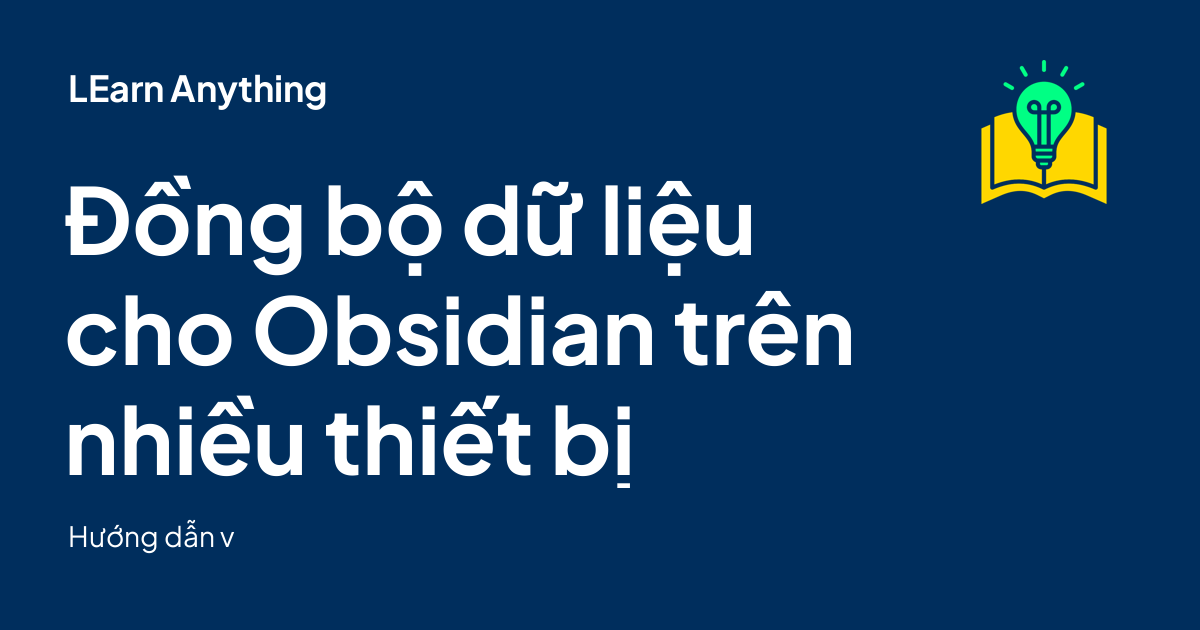 LEarn Anything
Đồng bộ dữ liệu
cho Obsidian trên
nhiều thiết bị
Hướng dẫn v